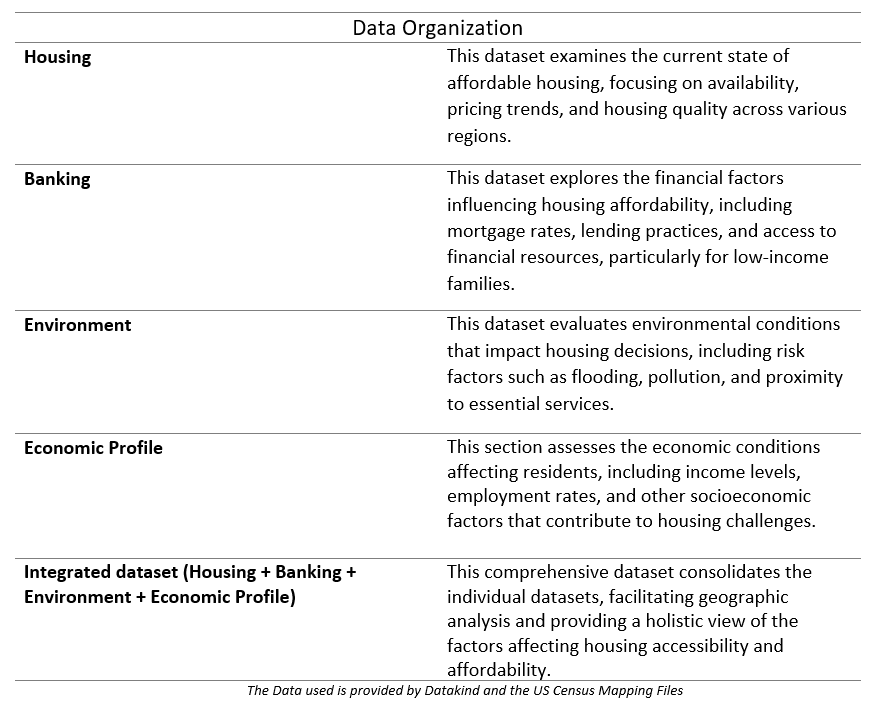 Data Organization
Housing
This dataset examines the current state of
affordable housing, focusing on availability,
pricing trends, and housing quality across various
regions.
Banking
This dataset explores the financial factors
influencing housing affordability, including
mortgage rates, lending practices, and access to
financial resources, particularly for low-income
families.
Environment
This dataset evaluates environmental conditions
that impact housing decisions, including risk
factors such as flooding, pollution, and proximity
to essential services.
Economic Profile
This section assesses the economic conditions
affecting residents, including income levels,
employment rates, and other socioeconomic
factors that contribute to housing challenges.
Integrated dataset (Housing + Banking +
Environment + Economic Profile)
This comprehensive dataset consolidates the
individual datasets, facilitating geographic
analysis and providing a holistic view of the
factors affecting housing accessibility and
affordability.
The Data used is provided by Datakind and the US Census Mapping Files